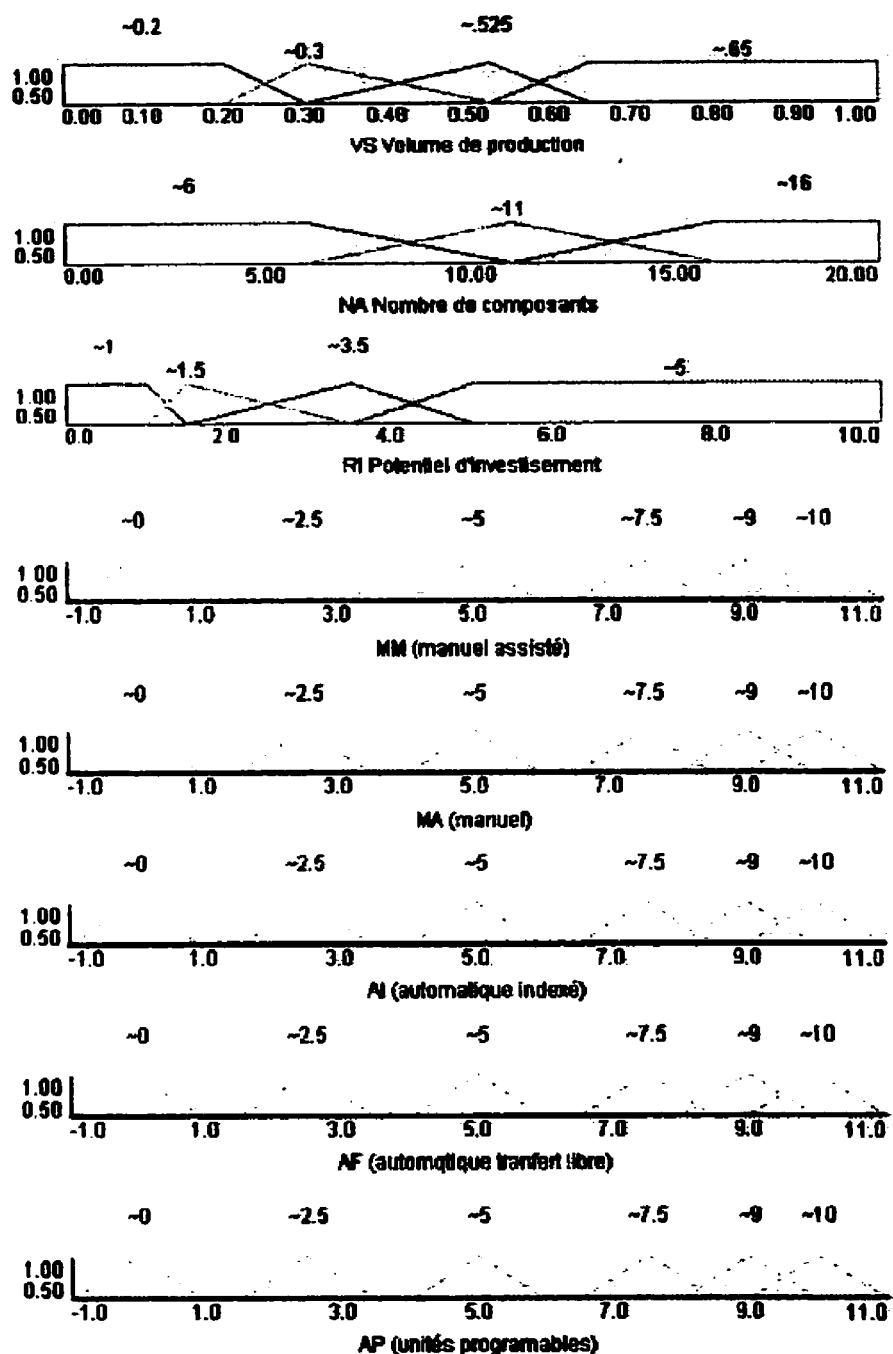 ~0.2 ~0.3 ~.525 ~.65
1.00
0.50
0.00 0.10 0.20 0.30 0.40 0.50 0.60 0.70 0.80 0.90 1.00
VS Volume de production
~6 ~11 ~16
1.00
0.50
0.00 5.00 10.00 15.00 20.00
NA Nombre de composants
~1 ~1.5 ~3.5 ~5
1.00
0.50
0.0 2.0 4.0 6.0 8.0 10.0
RI Potentiel d'investisement
~0 ~2.5 ~5 ~7.5 ~9 ~10
1.00
0.50
-1.0 1.0 3.0 5.0 7.0 9.0 11.0
MM (manuel assisté)
~0 ~2.5 ~5 ~7.5 ~9 ~10
1.00
0.50
-1.0 1.0 3.0 5.0 7.0 9.0 11.0
MA (manuel)
~0 ~2.5 ~5 ~7.5 ~9 ~10
1.00
0.50
-1.0 1.0 3.0 5.0 7.0 9.0 11.0
AI (automatique indexé)
~0 ~2.5 ~5 ~7.5 ~9 ~10
1.00
0.50
-1.0 1.0 3.0 5.0 7.0 9.0 11.0
AF (automqtique tranfert libre)
~0 ~2.5 ~5 ~7.5 ~9 ~10
1.00
0.50
-1.0 1.0 3.0 5.0 7.0 9.0 11.0
AP (unités programables)